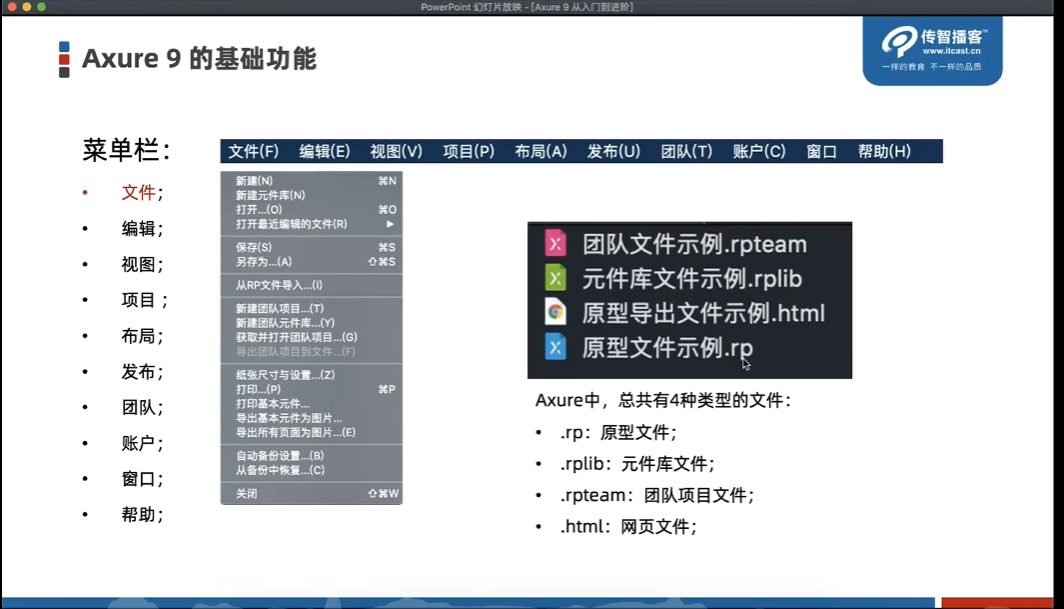 PowerPoint 幻灯片放映 - [Axure 9 从入门到进阶]
Axure 9 的基础功能
传智播客™
www.itcast.cn
一样的教育 不一样的品质
菜单栏：
文件(F) 编辑(E) 视图(V) 项目(P) 布局(A) 发布(U) 团队(T) 账户(C) 窗口 帮助(H)
• 文件；
• 编辑；
• 视图；
• 项目；
• 布局；
• 发布；
• 团队；
• 账户；
• 窗口；
• 帮助；
新建(N) ⌘N
新建元件库(N)
打开...(O) ⌘O
打开最近编辑的文件(R) ▶
保存(S) ⌘S
另存为...(A) ⇧⌘S
从RP文件导入...(I)
新建团队项目...(T)
新建团队元件库...(Y)
获取并打开团队项目...(G)
导出团队项目到文件...(F)
纸张尺寸与设置...(Z)
打印...(P) ⌘P
打印基本元件...
导出基本元件为图片...
导出所有页面为图片...(E)
自动备份设置...(B)
从备份中恢复...(C)
关闭 ⇧⌘W
团队文件示例.rpteam
元件库文件示例.rplib
原型导出文件示例.html
原型文件示例.rp
Axure中，总共有4种类型的文件：
• .rp：原型文件；
• .rplib：元件库文件；
• .rpteam：团队项目文件；
• .html：网页文件；